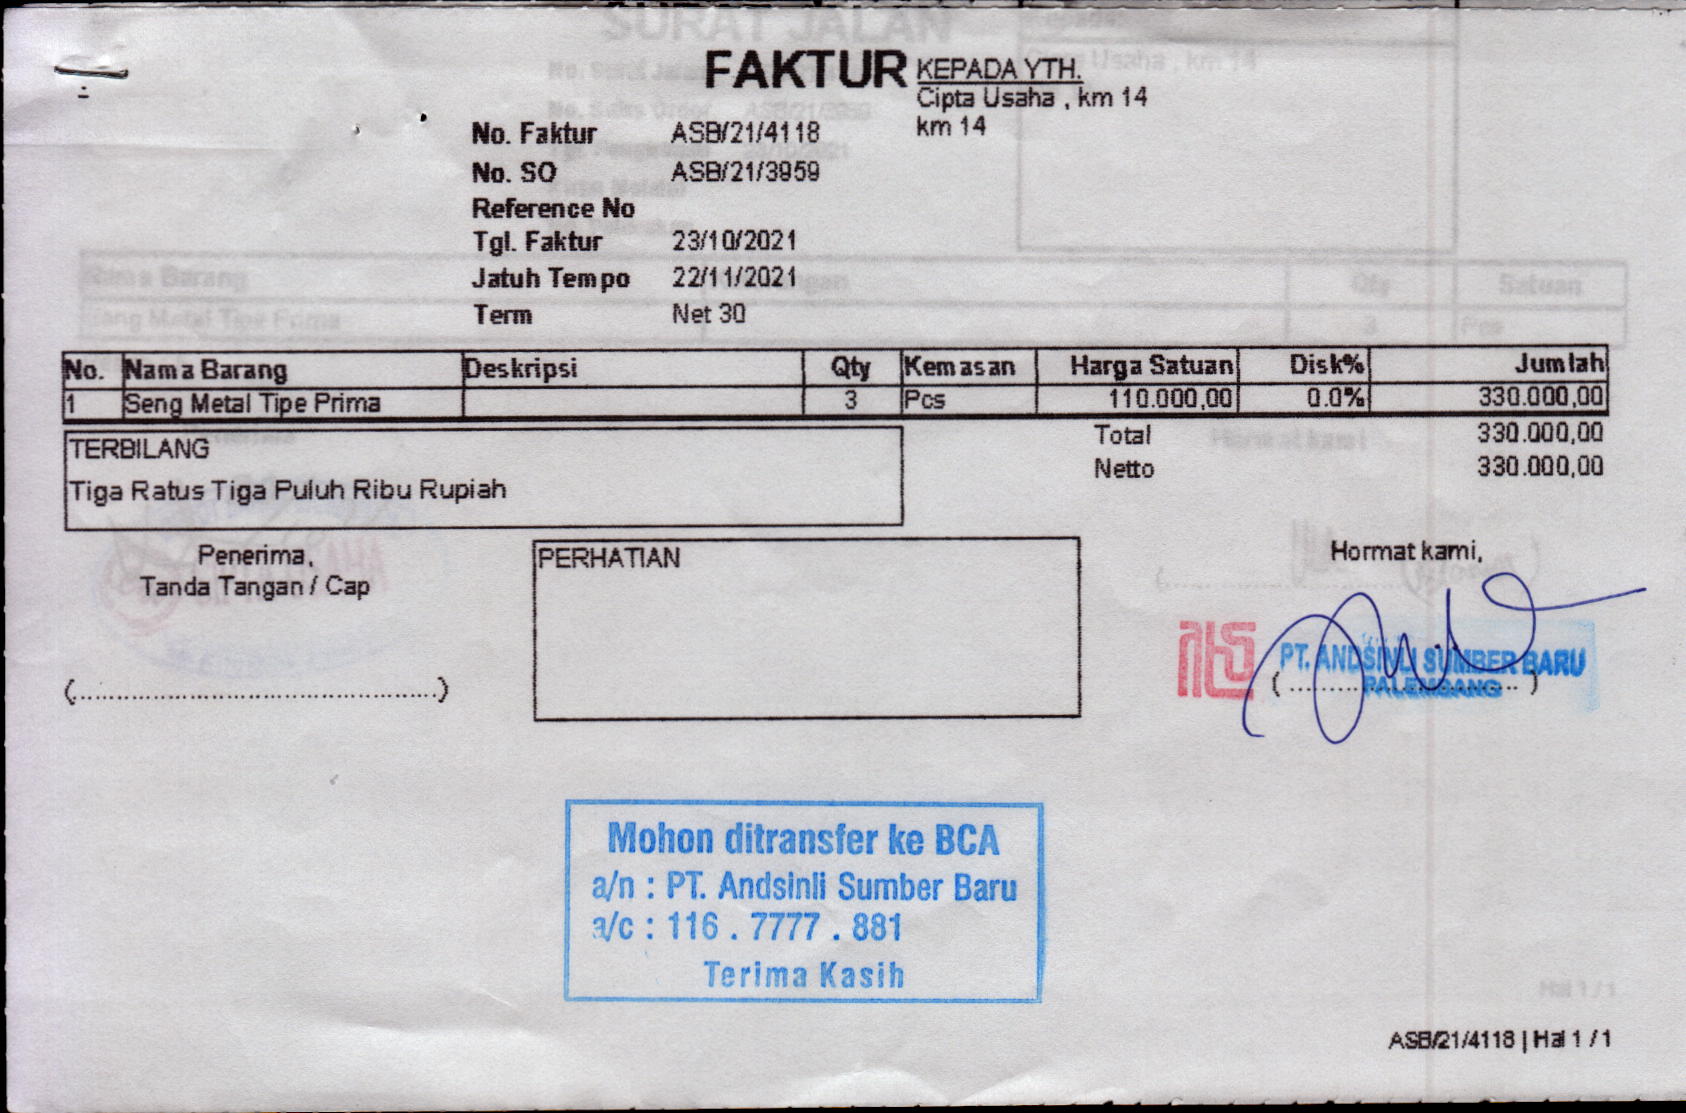 SURAT JALAN
FAKTUR
KEPADA YTH.
Cipta Usaha , km 14
km 14
No. Faktur ASB/21/4118
No. SO ASB/21/3959
Reference No
Tgl. Faktur 23/10/2021
Jatuh Tempo 22/11/2021
Term Net 30
No. Nama Barang Deskripsi Qty Kemasan Harga Satuan Disk% Jumlah
1 Seng Metal Tipe Prima 3 Pcs 110.000,00 0.0% 330.000,00
Total 330.000,00
Netto 330.000,00
TERBILANG
Tiga Ratus Tiga Puluh Ribu Rupiah
Penerima,
Tanda Tangan / Cap
(..........................................)
PERHATIAN
Hormat kami,
PT. ANDSINLI SUMBER BARU
PALEMBANG
Mohon ditransfer ke BCA
a/n : PT. Andsinli Sumber Baru
a/c : 116 . 7777 . 881
Terima Kasih
ASB/21/4118 | Hal 1 / 1